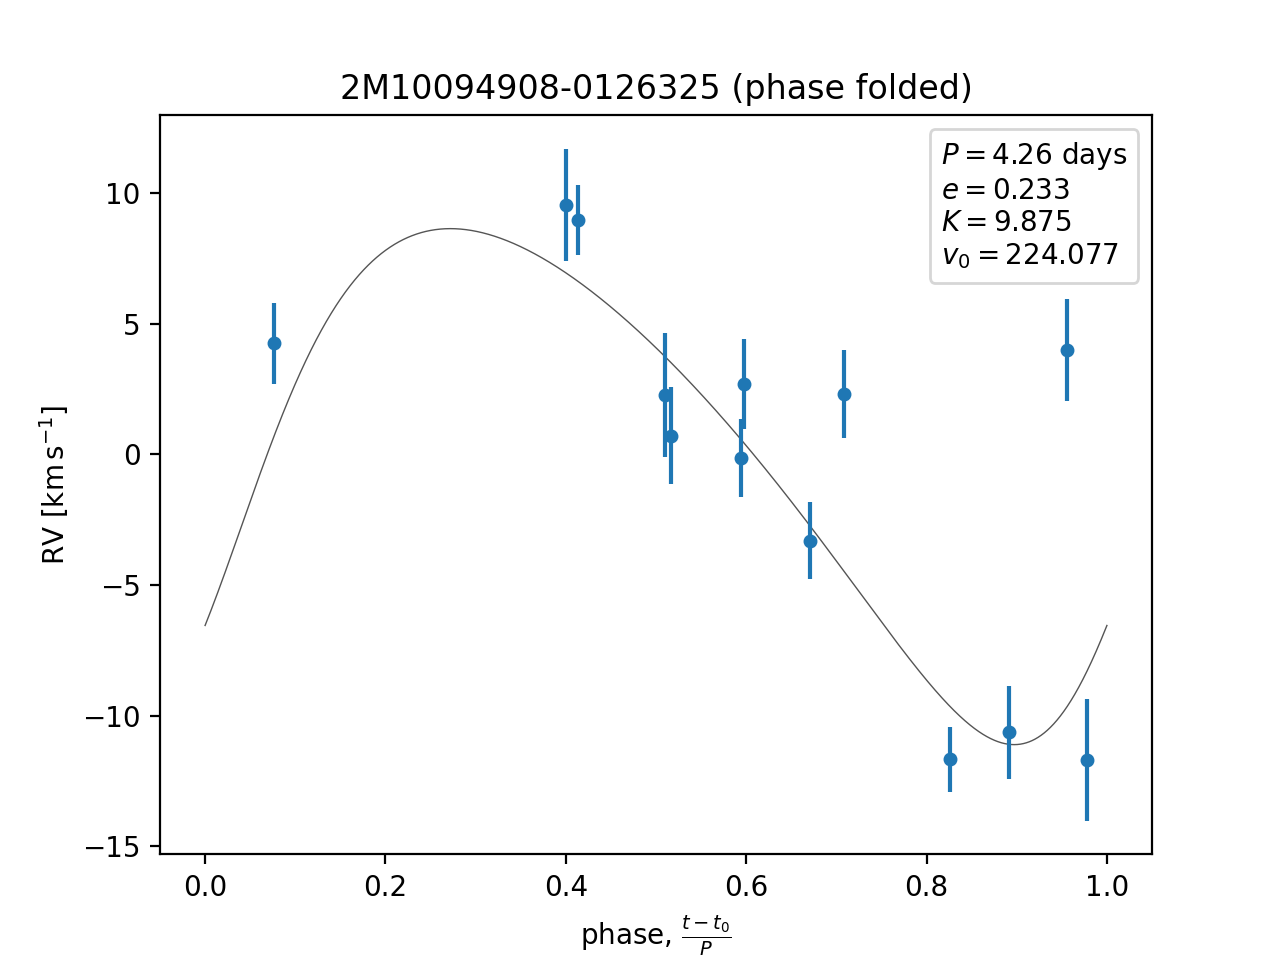 2M10094908-0126325 (phase folded)
P = 4.26 days
e = 0.233
K = 9.875
v₀ = 224.077
RV [km s⁻¹]
10
5
0
−5
−10
−15
0.0 0.2 0.4 0.6 0.8 1.0
phase, (t − t₀)/P